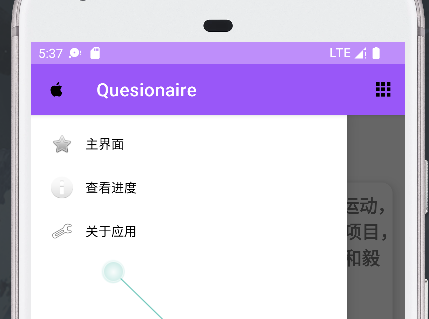 5:37
LTE
Quesionaire
主界面
查看进度
关于应用
运动，
项目，
和毅